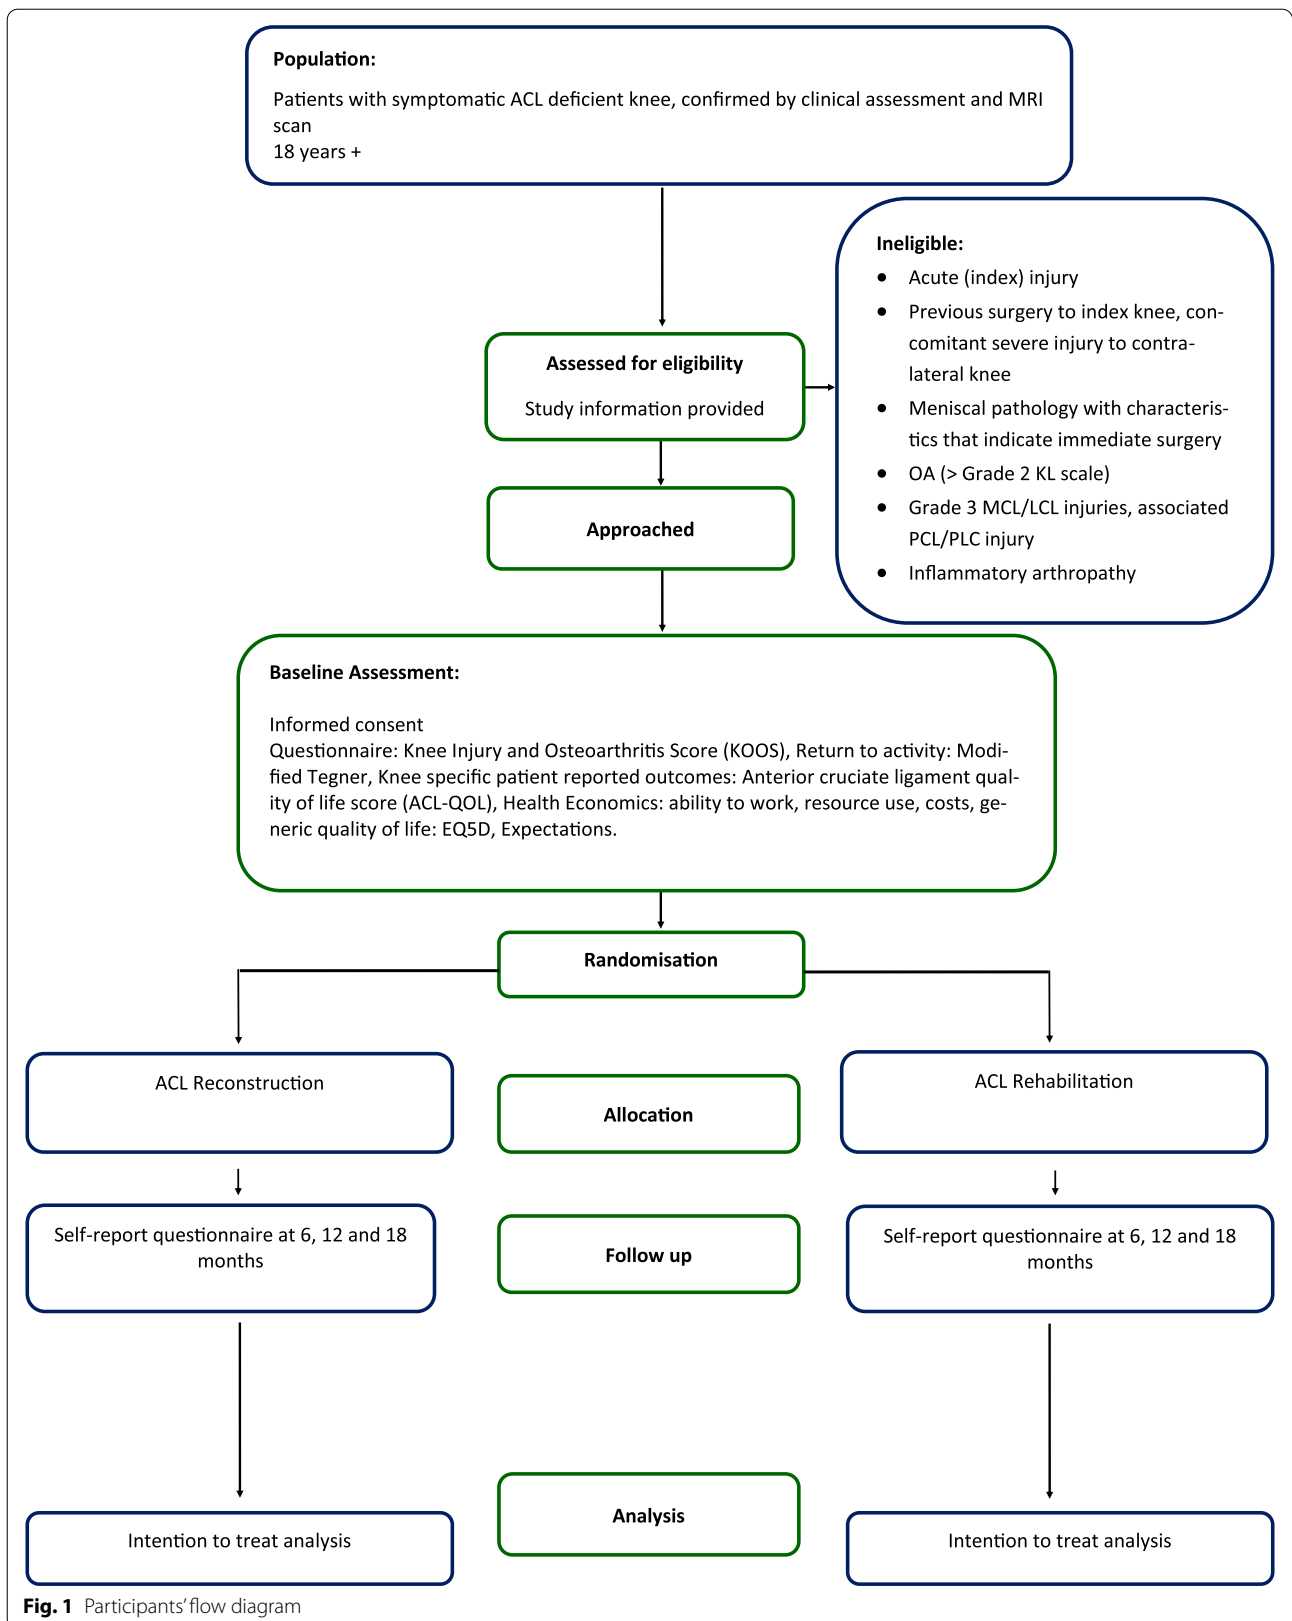 Population:
Patients with symptomatic ACL deficient knee, confirmed by clinical assessment and MRI
scan
18 years +
Ineligible:
● Acute (index) injury
● Previous surgery to index knee, con-
comitant severe injury to contra-
lateral knee
● Meniscal pathology with characteris-
tics that indicate immediate surgery
● OA (> Grade 2 KL scale)
● Grade 3 MCL/LCL injuries, associated
PCL/PLC injury
● Inflammatory arthropathy
Assessed for eligibility
Study information provided
Approached
Baseline Assessment:
Informed consent
Questionnaire: Knee Injury and Osteoarthritis Score (KOOS), Return to activity: Modi-
fied Tegner, Knee specific patient reported outcomes: Anterior cruciate ligament qual-
ity of life score (ACL-QOL), Health Economics: ability to work, resource use, costs, ge-
neric quality of life: EQ5D, Expectations.
Randomisation
ACL Reconstruction
Allocation
ACL Rehabilitation
Self-report questionnaire at 6, 12 and 18
months
Follow up
Self-report questionnaire at 6, 12 and 18
months
Analysis
Intention to treat analysis
Intention to treat analysis
Fig. 1 Participants' flow diagram